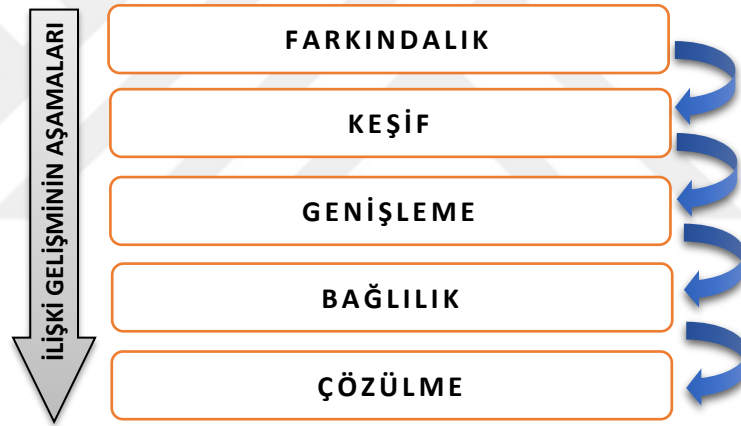 İLİŞKİ GELİŞMİNİN AŞAMALARI
FARKINDALIK
KEŞİF
GENİŞLEME
BAĞLILIK
ÇÖZÜLME